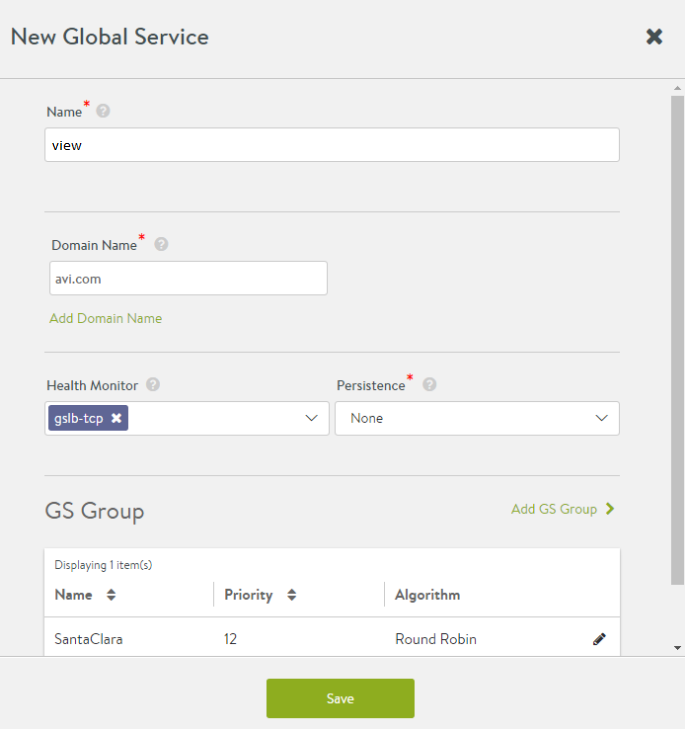 New Global Service
Name*
view
Domain Name*
avi.com
Add Domain Name
Health Monitor Persistence*
gslb-tcp None
GS Group Add GS Group
Displaying 1 item(s)
Name Priority Algorithm
SantaClara 12 Round Robin
Save